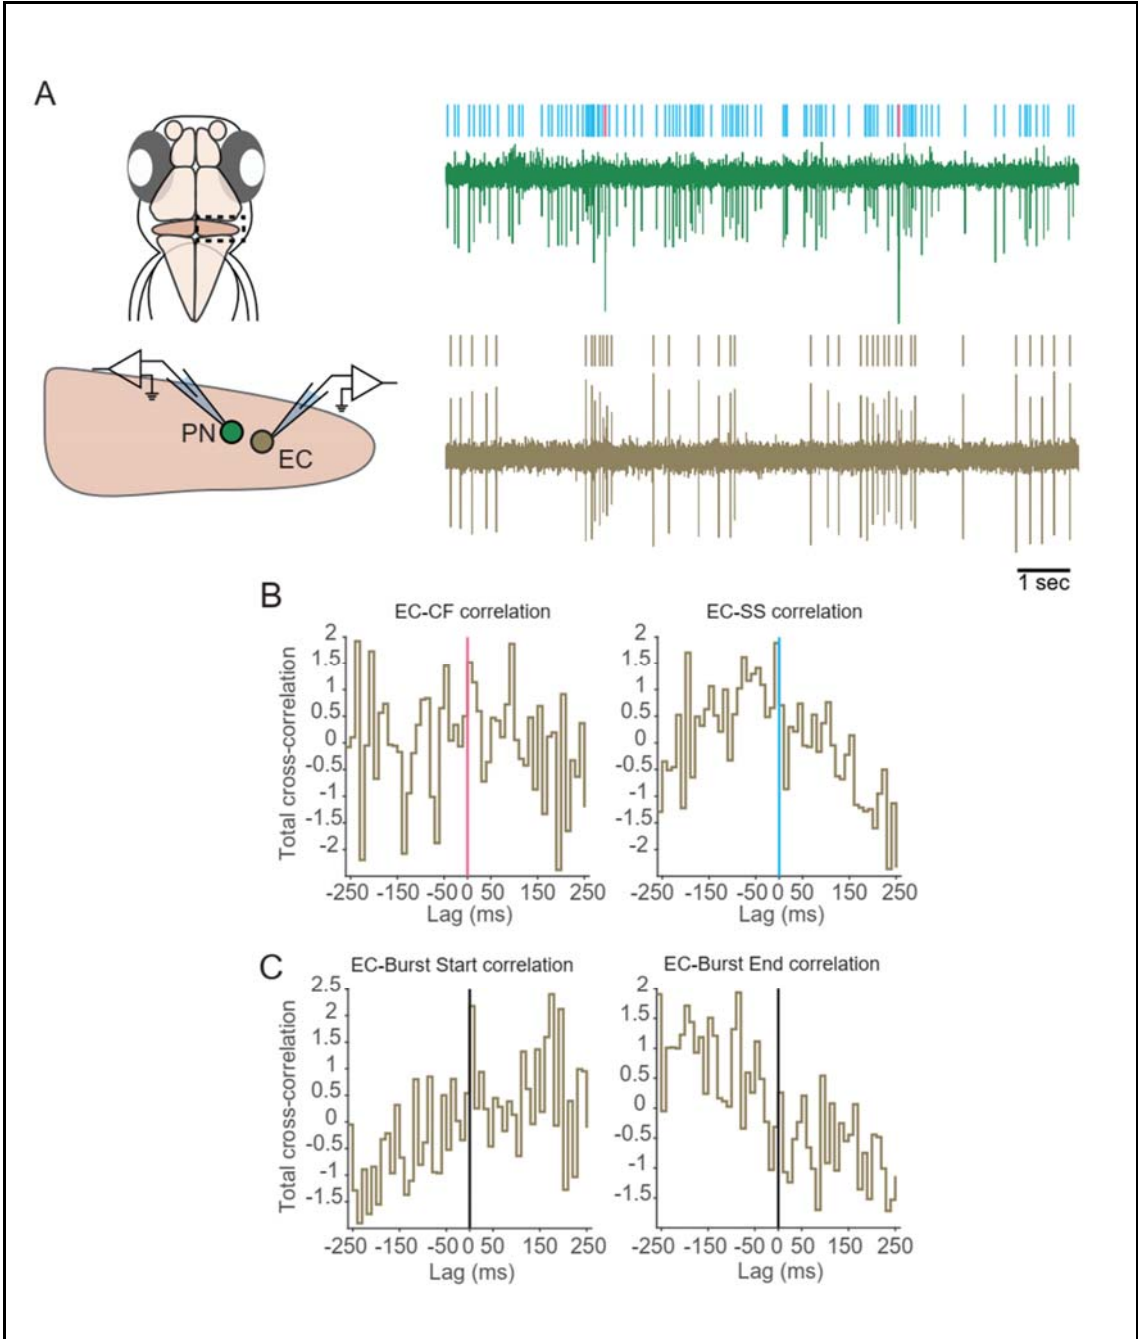 A
PN
EC
1 sec
B
EC-CF correlation
EC-SS correlation
Total cross-correlation
2
1.5
1
0.5
0
-0.5
-1
-1.5
-2
-250 -150 -50 0 50 150 250
Lag (ms)
2
1.5
1
0.5
0
-0.5
-1
-1.5
-2
-250 -150 -50 0 50 150 250
Lag (ms)
C
EC-Burst Start correlation
EC-Burst End correlation
Total cross-correlation
2.5
2
1.5
1
0.5
0
-0.5
-1
-1.5
-250 -150 -50 0 50 150 250
Lag (ms)
2
1.5
1
0.5
0
-0.5
-1
-1.5
-250 -150 -50 0 50 150 250
Lag (ms)